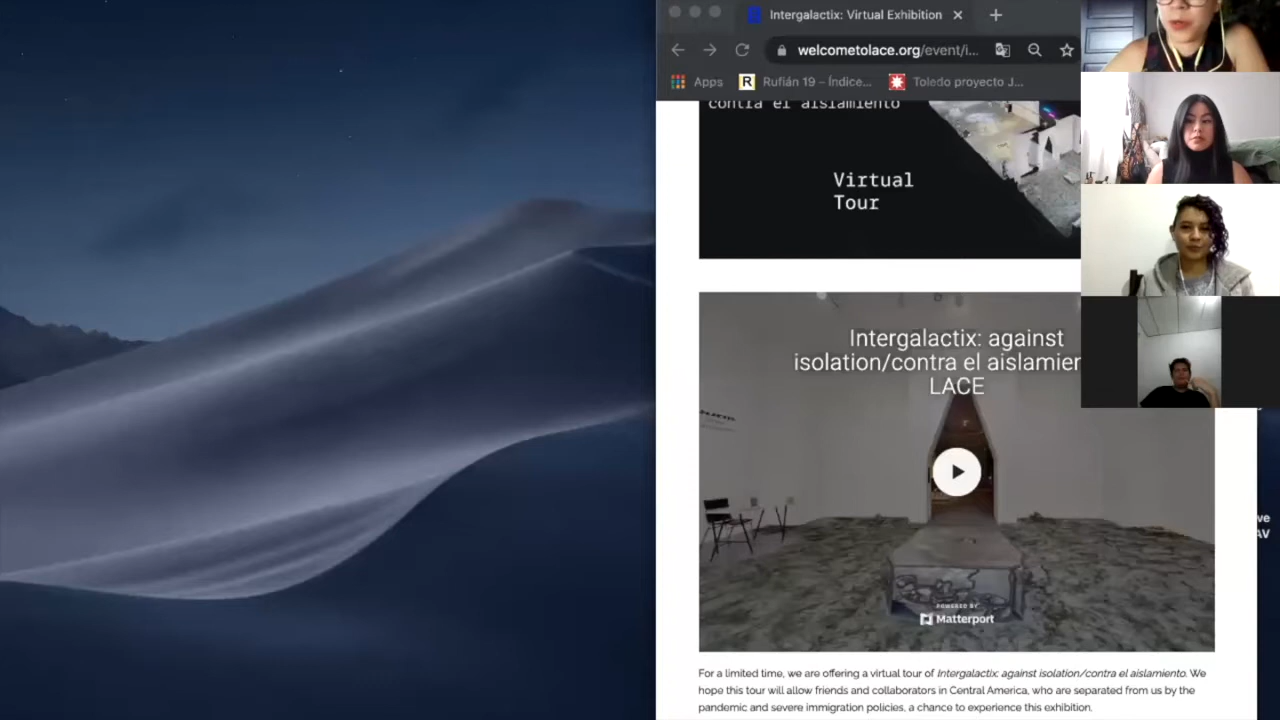 Intergalactix: Virtual Exhibition
welcometolace.org/event/i...
Apps
R Rufián 19 – Índice...
Toledo proyecto J...
contra el aislamiento
Virtual
Tour
Intergalactix: against
isolation/contra el aislamier
LACE
POWERED BY
Matterport
For a limited time, we are offering a virtual tour of Intergalactix: against isolation/contra el aislamiento. We
hope this tour will allow friends and collaborators in Central America, who are separated from us by the
pandemic and severe immigration policies, a chance to experience this exhibition.